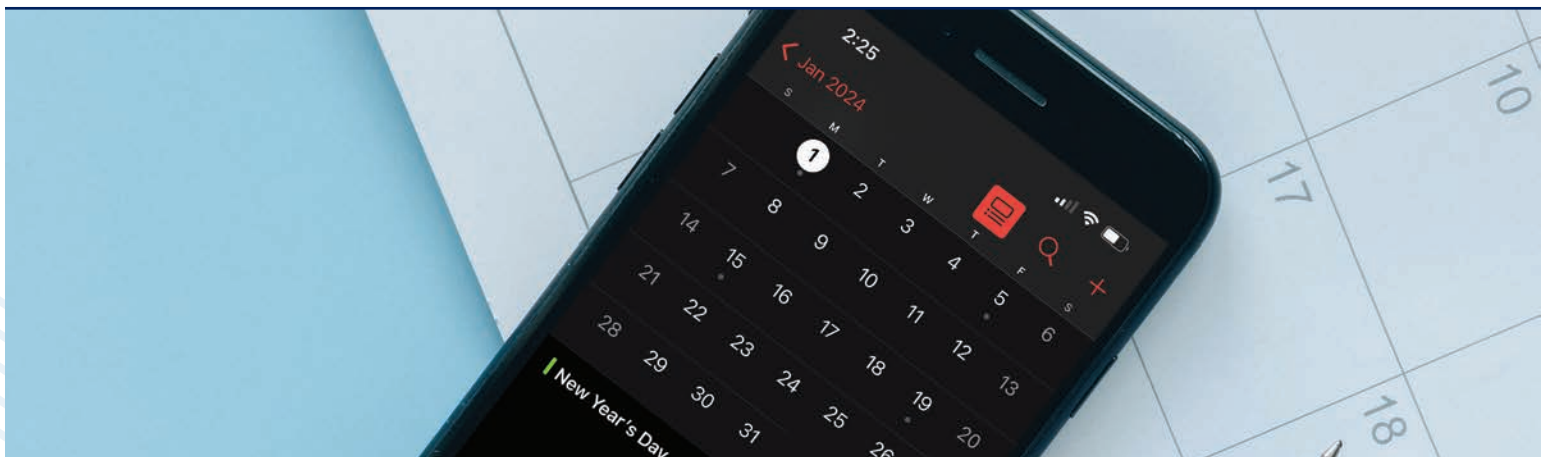 2:25
Jan 2024
S M T W T F S
1 2 3 4 5 6
7 8 9 10 11 12 13
14 15 16 17 18 19 20
21 22 23 24 25 26
28 29 30 31
New Year's Day
10
17
18